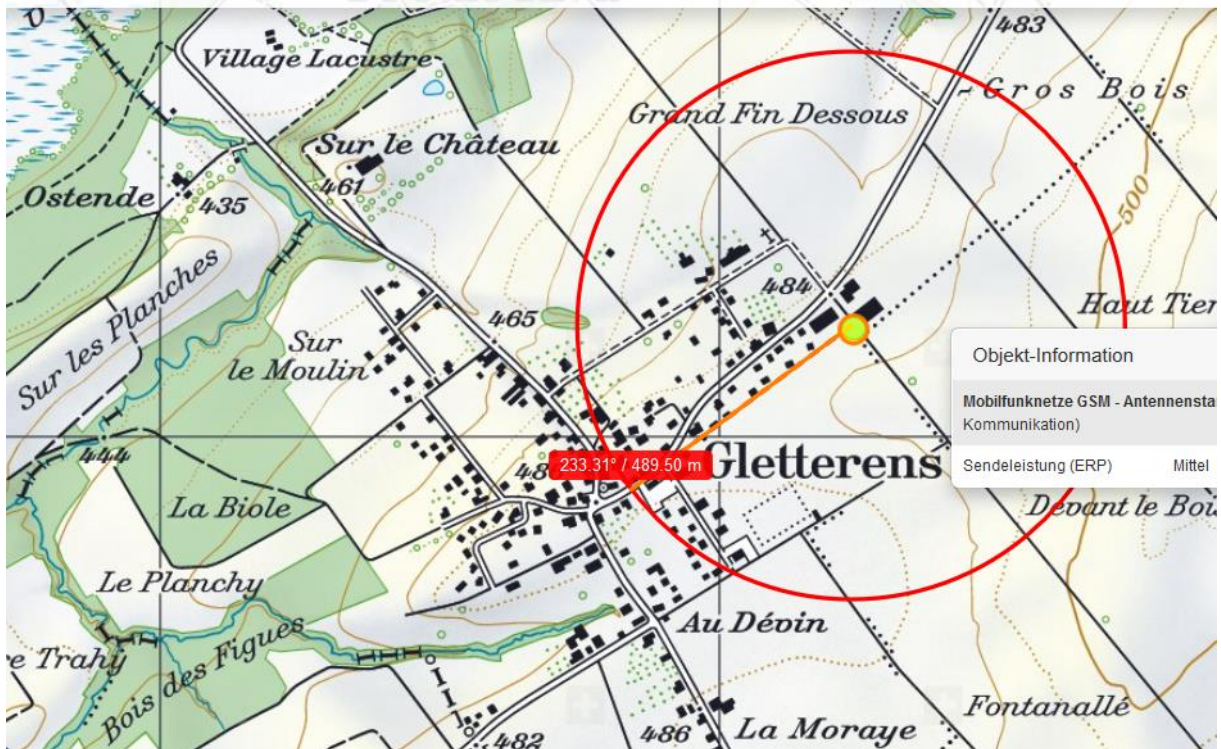 Village Lacustre
483
Gros Bois
Grand Fin Dessous
Sur le Château
461
Ostende
435
500
Sur les Planches
484
Haut Tier
465
Sur
le Moulin
Objekt-Information
Mobilfunknetze GSM - Antennensta
Kommunikation)
Sendeleistung (ERP) Mittel
444
233.31° / 489.50 m
Gletterens
La Biole
Devant le Bois
Le Planchy
Au Dévin
Trahy
Bois des Figues
Fontanallé
482
486
La Moraye